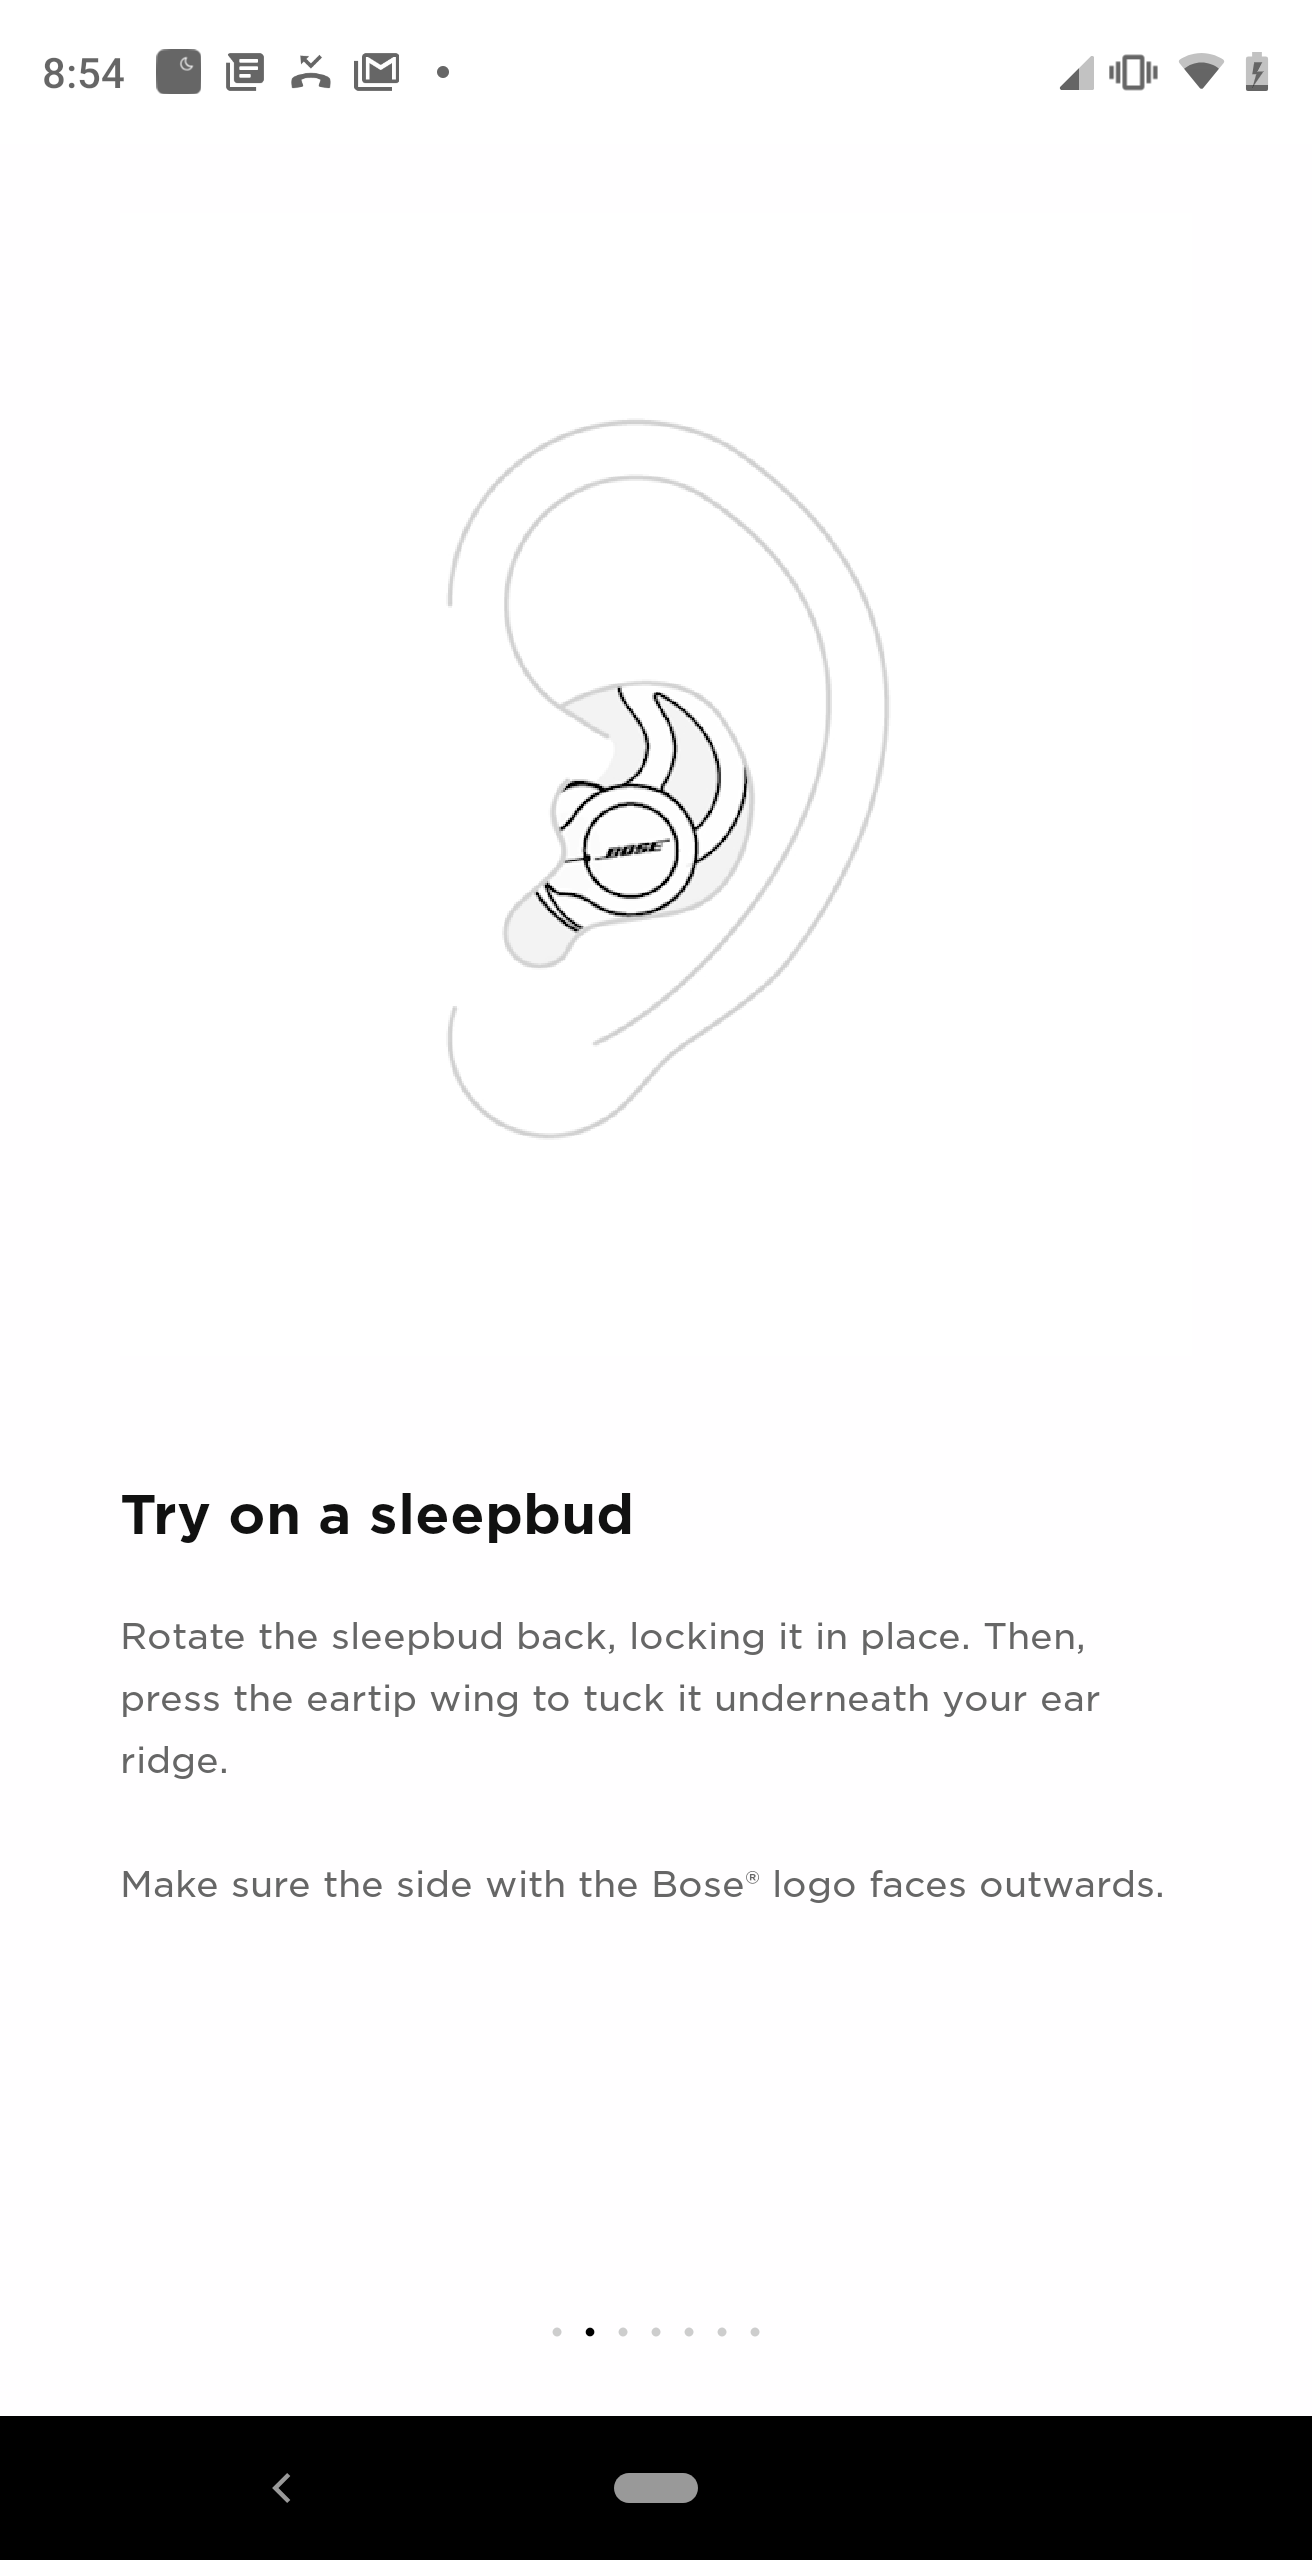 8:54
BOSE
Try on a sleepbud
Rotate the sleepbud back, locking it in place. Then,
press the eartip wing to tuck it underneath your ear
ridge.
Make sure the side with the Bose® logo faces outwards.